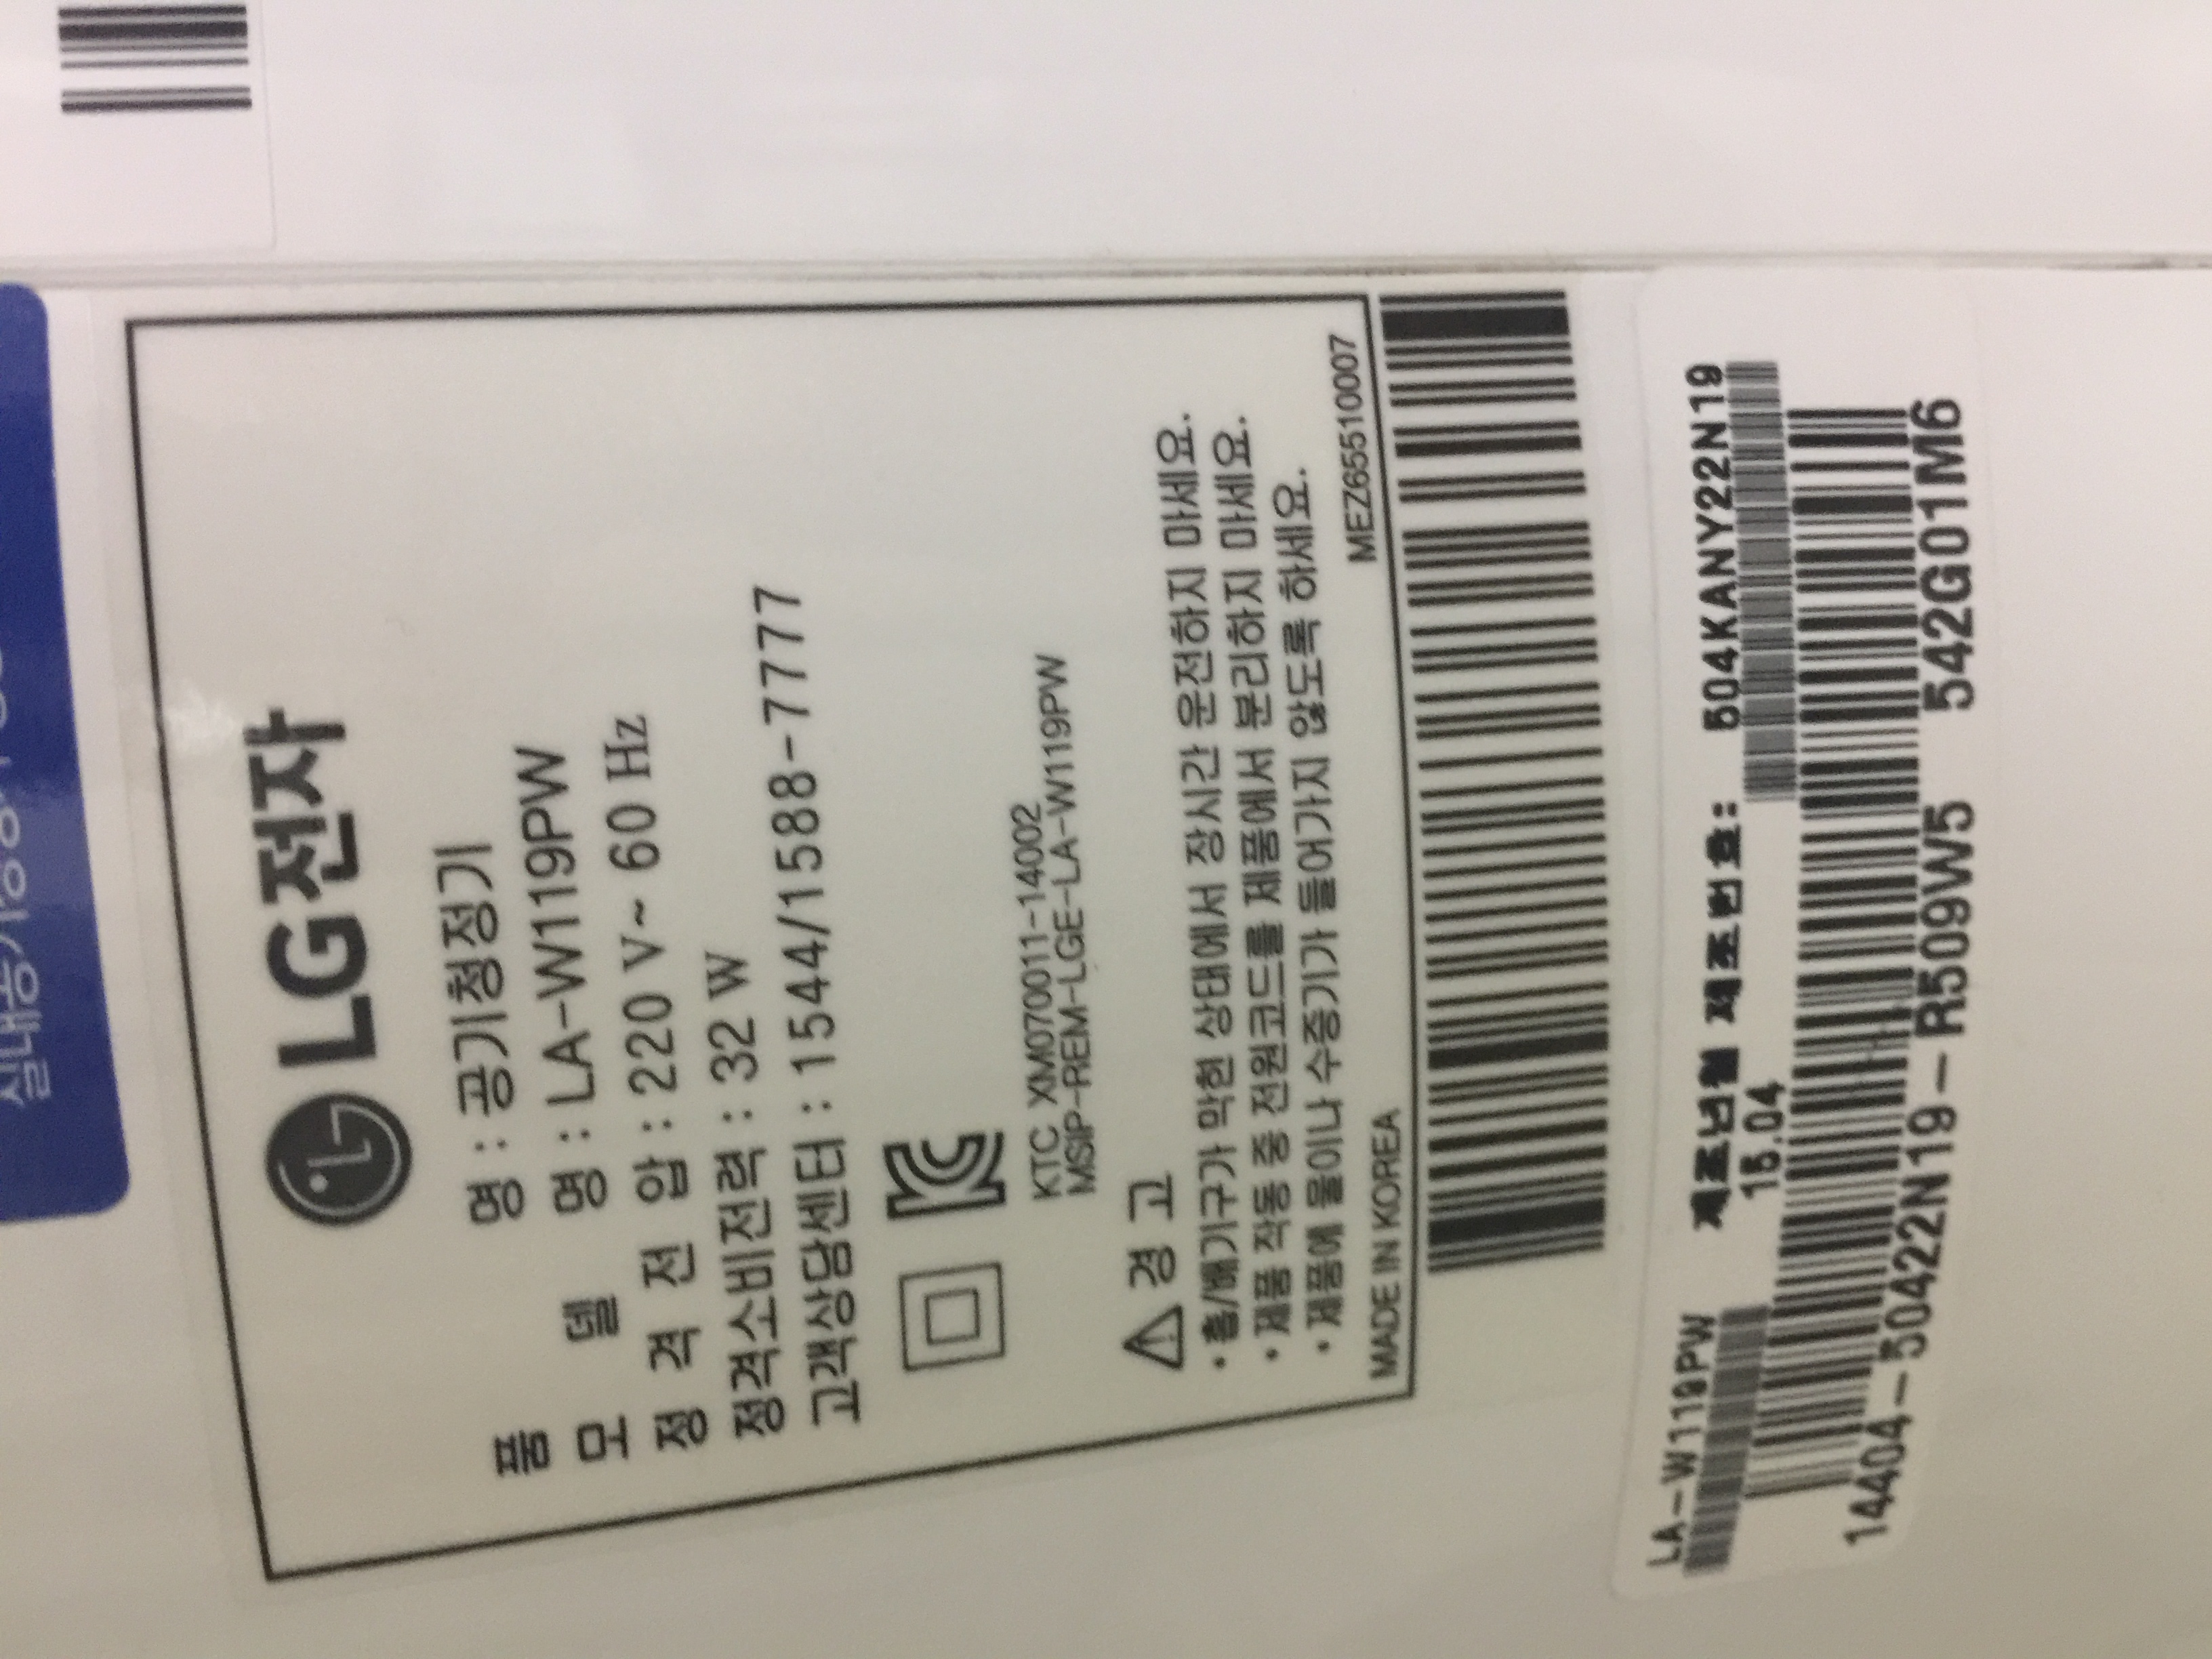 LG전자
품 명 : 공기청정기
모 델 명 : LA-W119PW
정 격 전 압 : 220 V~ 60 Hz
정격소비전력 : 32 W
고객상담센터 : 1544/1588-7777
KTC XM070011-14002
MSIP-REM-LGE-LA-W119PW
경 고
• 흡/배기구가 막힌 상태에서 장시간 운전하지 마세요.
• 제품 작동 중 전원코드를 제품에서 분리하지 마세요.
• 제품에 물이나 수증기가 들어가지 않도록 하세요.
MADE IN KOREA MEZ65510007
LA-W119PW 제조년월 제조번호: 504KANY22N19
15.04
14404-50422N19-R509W5 542G01M6